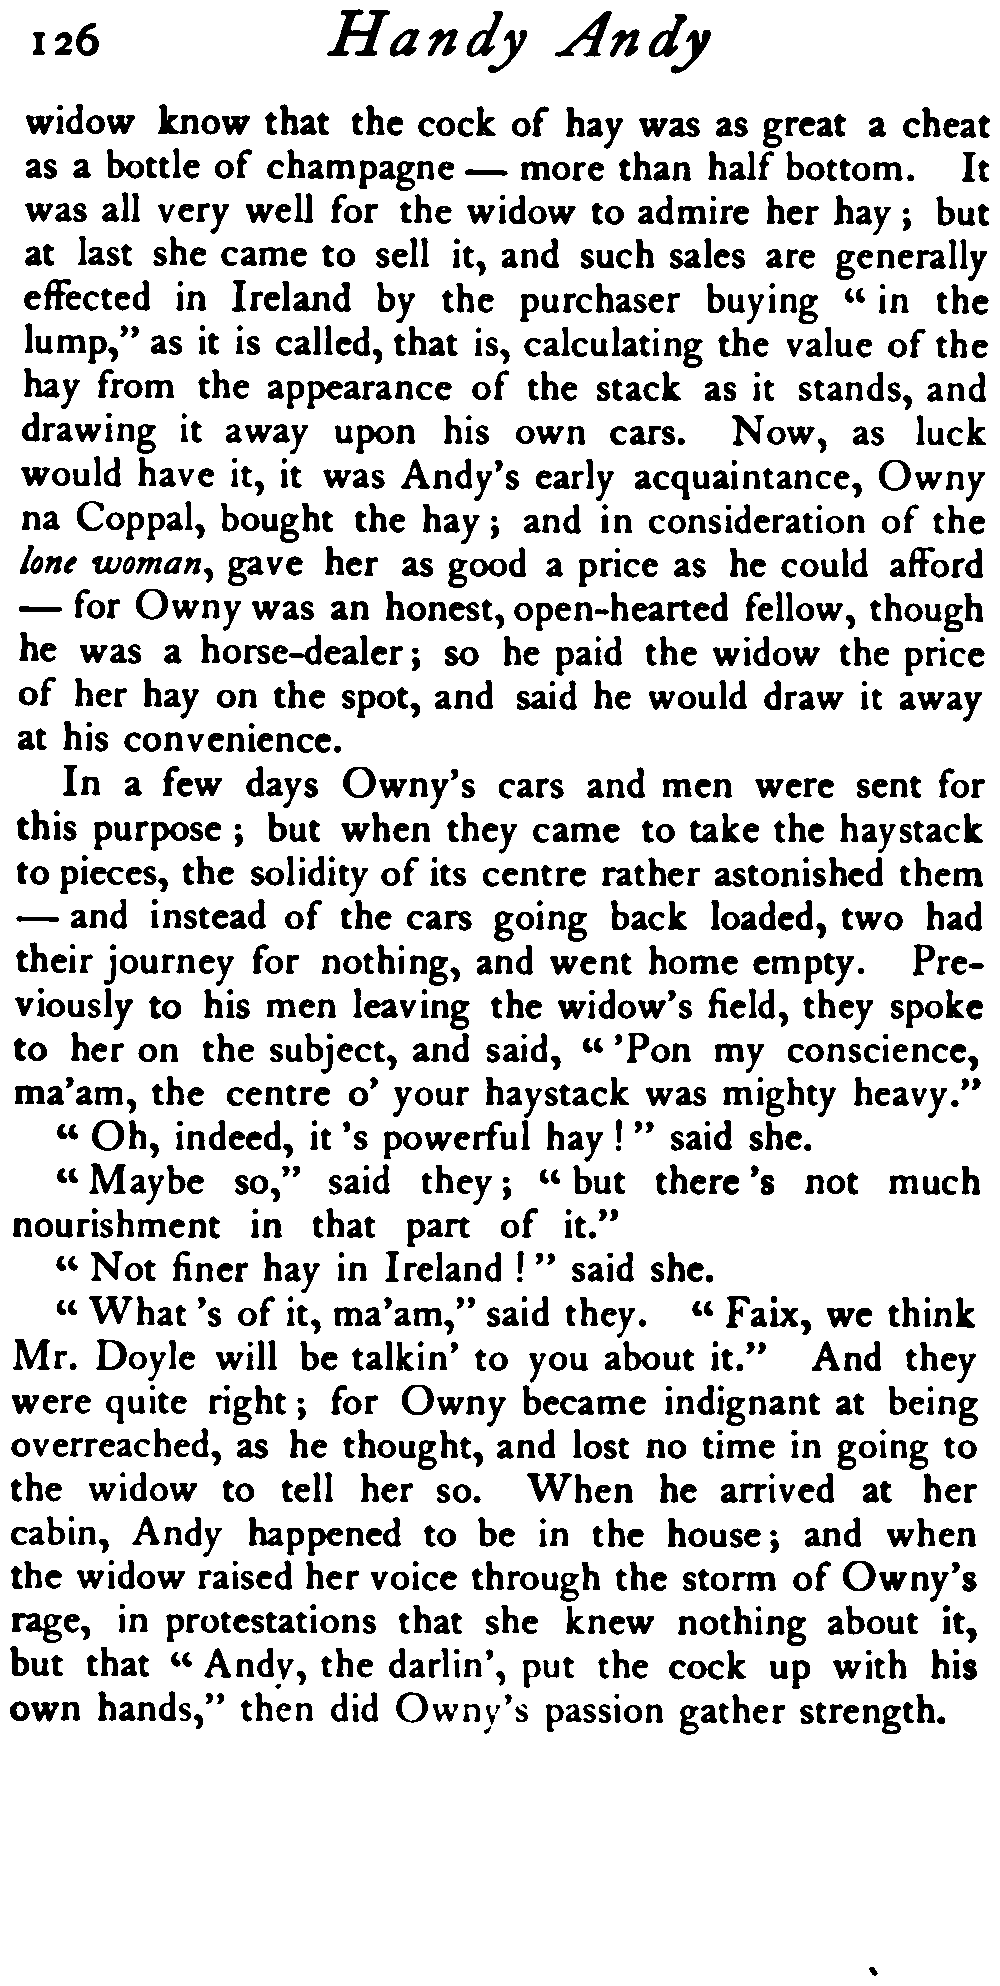 126 Handy Andy
widow know that the cock of hay was as great a cheat
as a bottle of champagne — more than half bottom. It
was all very well for the widow to admire her hay ; but
at last she came to sell it, and such sales are generally
effected in Ireland by the purchaser buying “ in the
lump,” as it is called, that is, calculating the value of the
hay from the appearance of the stack as it stands, and
drawing it away upon his own cars. Now, as luck
would have it, it was Andy’s early acquaintance, Owny
na Coppal, bought the hay ; and in consideration of the
lone woman, gave her as good a price as he could afford
— for Owny was an honest, open-hearted fellow, though
he was a horse-dealer ; so he paid the widow the price
of her hay on the spot, and said he would draw it away
at his convenience.
In a few days Owny’s cars and men were sent for
this purpose ; but when they came to take the haystack
to pieces, the solidity of its centre rather astonished them
— and instead of the cars going back loaded, two had
their journey for nothing, and went home empty. Pre-
viously to his men leaving the widow’s field, they spoke
to her on the subject, and said, “ ’Pon my conscience,
ma’am, the centre o’ your haystack was mighty heavy.”
“ Oh, indeed, it ’s powerful hay ! ” said she.
“ Maybe so,” said they ; “ but there ’s not much
nourishment in that part of it.”
“ Not finer hay in Ireland ! ” said she.
“ What ’s of it, ma’am,” said they. “ Faix, we think
Mr. Doyle will be talkin’ to you about it.” And they
were quite right ; for Owny became indignant at being
overreached, as he thought, and lost no time in going to
the widow to tell her so. When he arrived at her
cabin, Andy happened to be in the house ; and when
the widow raised her voice through the storm of Owny’s
rage, in protestations that she knew nothing about it,
but that “ Andy, the darlin’, put the cock up with his
own hands,” then did Owny’s passion gather strength.